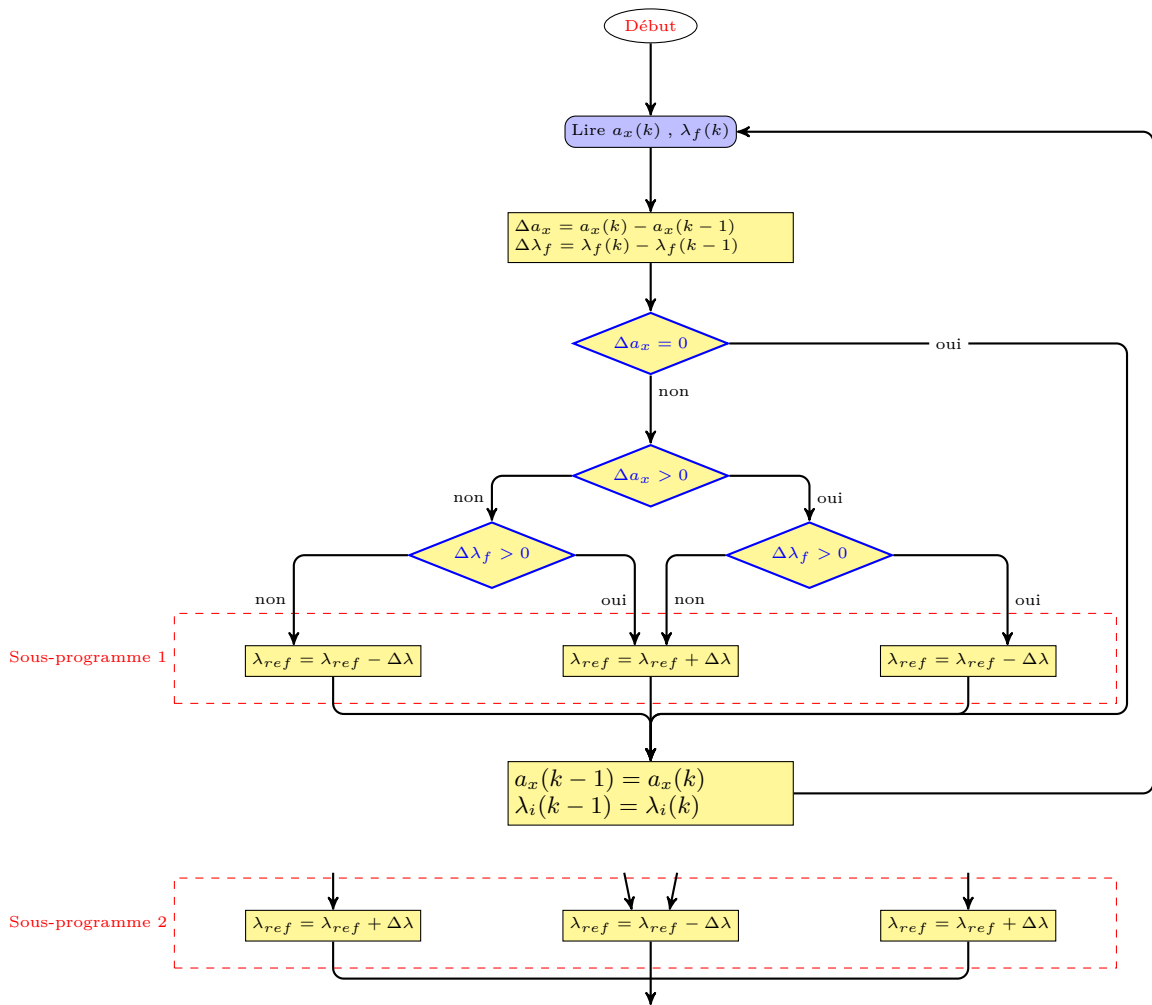 Début
Lire $a_x(k)$ , $\lambda_f(k)$
$\Delta a_x = a_x(k) - a_x(k-1)$
$\Delta\lambda_f = \lambda_f(k) - \lambda_f(k-1)$
$\Delta a_x = 0$
oui
non
$\Delta a_x > 0$
non
oui
$\Delta\lambda_f > 0$
$\Delta\lambda_f > 0$
non
oui
non
oui
Sous-programme 1
$\lambda_{ref} = \lambda_{ref} - \Delta\lambda$
$\lambda_{ref} = \lambda_{ref} + \Delta\lambda$
$\lambda_{ref} = \lambda_{ref} - \Delta\lambda$
$a_x(k-1) = a_x(k)$
$\lambda_i(k-1) = \lambda_i(k)$
Sous-programme 2
$\lambda_{ref} = \lambda_{ref} + \Delta\lambda$
$\lambda_{ref} = \lambda_{ref} - \Delta\lambda$
$\lambda_{ref} = \lambda_{ref} + \Delta\lambda$